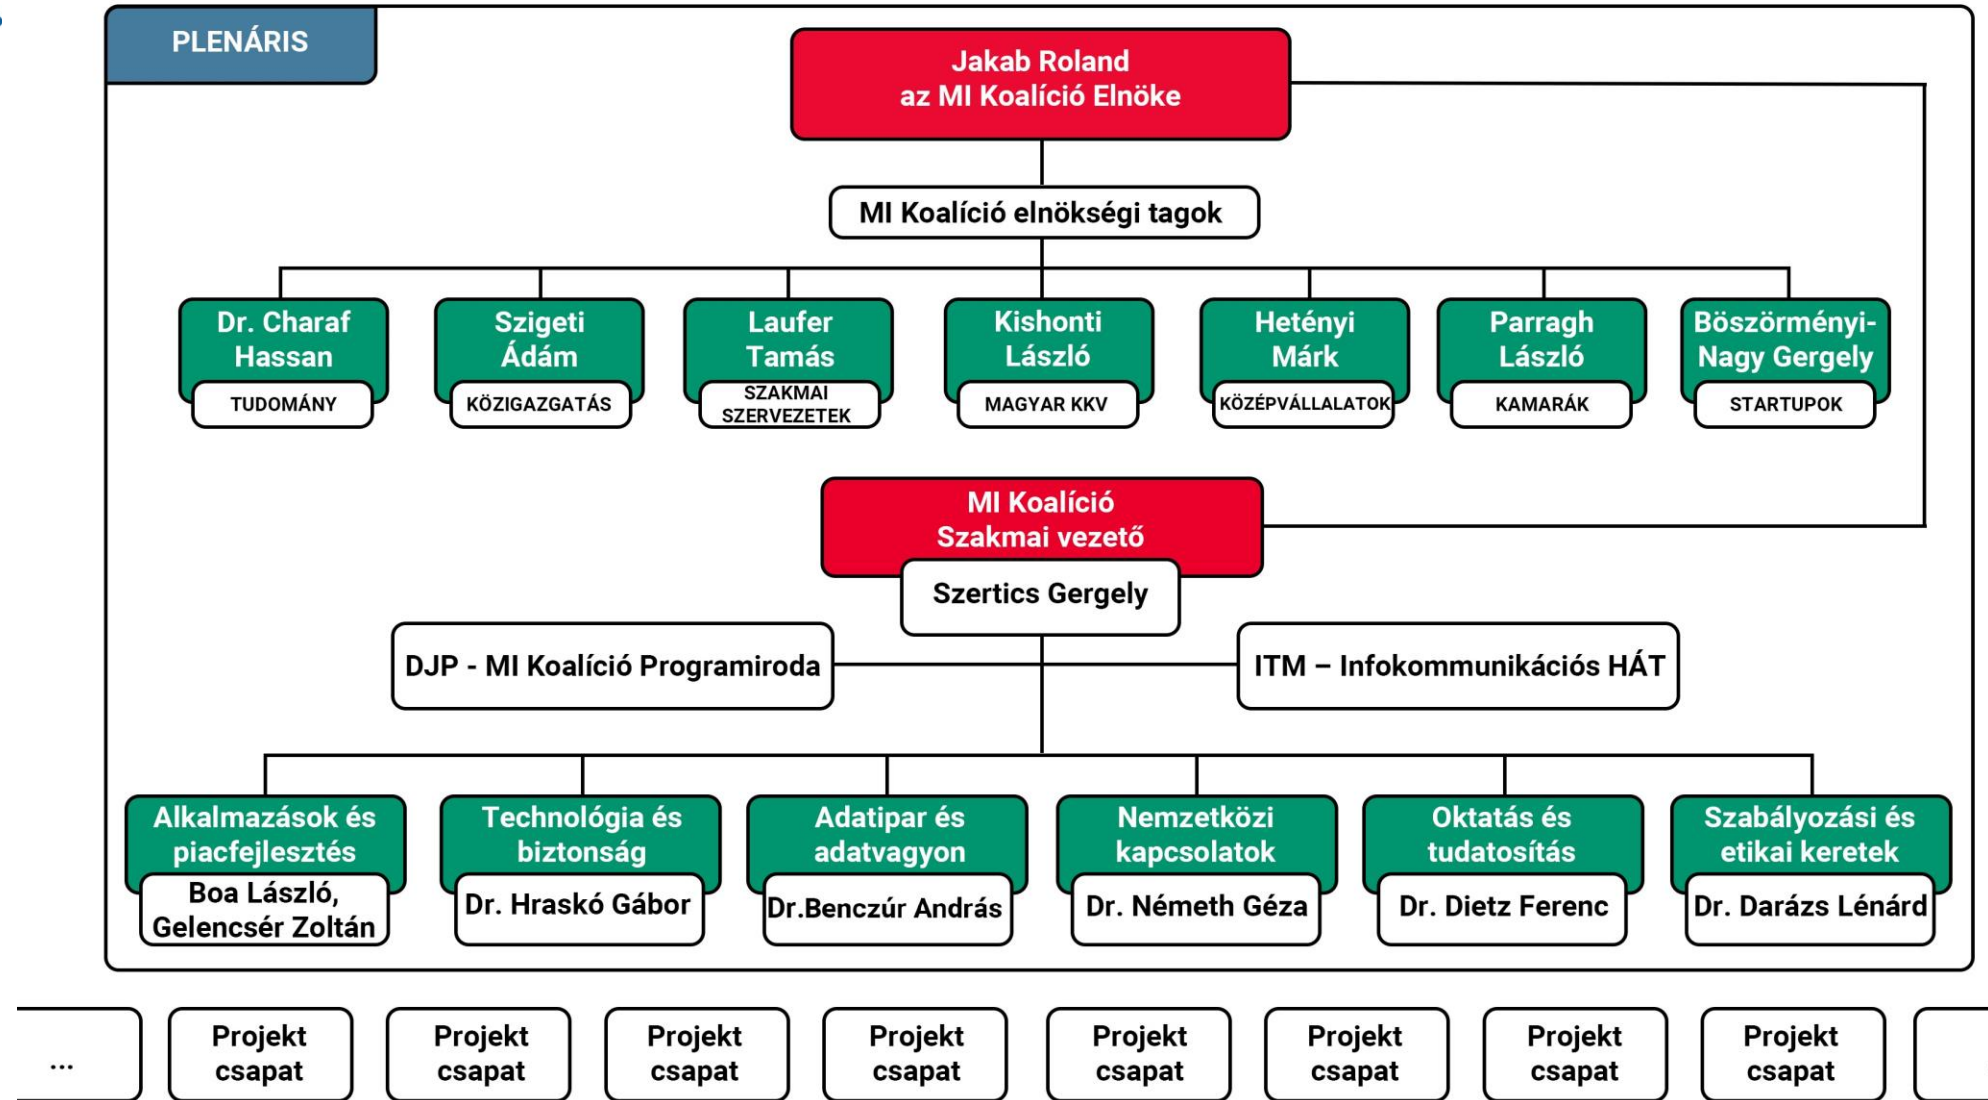 PLENÁRIS
Jakab Roland
az MI Koalíció Elnöke
MI Koalíció elnökségi tagok
Dr. Charaf
Hassan
TUDOMÁNY
Szigeti
Ádám
KÖZIGAZGATÁS
Laufer
Tamás
SZAKMAI
SZERVEZETEK
Kishonti
László
MAGYAR KKV
Hetényi
Márk
KÖZÉPVÁLLALATOK
Parragh
László
KAMARÁK
Böszörményi-
Nagy Gergely
STARTUPOK
MI Koalíció
Szakmai vezető
Szertics Gergely
DJP - MI Koalíció Programiroda
ITM – Infokommunikációs HÁT
Alkalmazások és
piacfejlesztés
Boa László,
Gelencsér Zoltán
Technológia és
biztonság
Dr. Hraskó Gábor
Adatipar és
adatvagyon
Dr.Benczúr András
Nemzetközi
kapcsolatok
Dr. Németh Géza
Oktatás és
tudatosítás
Dr. Dietz Ferenc
Szabályozási és
etikai keretek
Dr. Darázs Lénárd
...
Projekt
csapat
Projekt
csapat
Projekt
csapat
Projekt
csapat
Projekt
csapat
Projekt
csapat
Projekt
csapat
Projekt
csapat